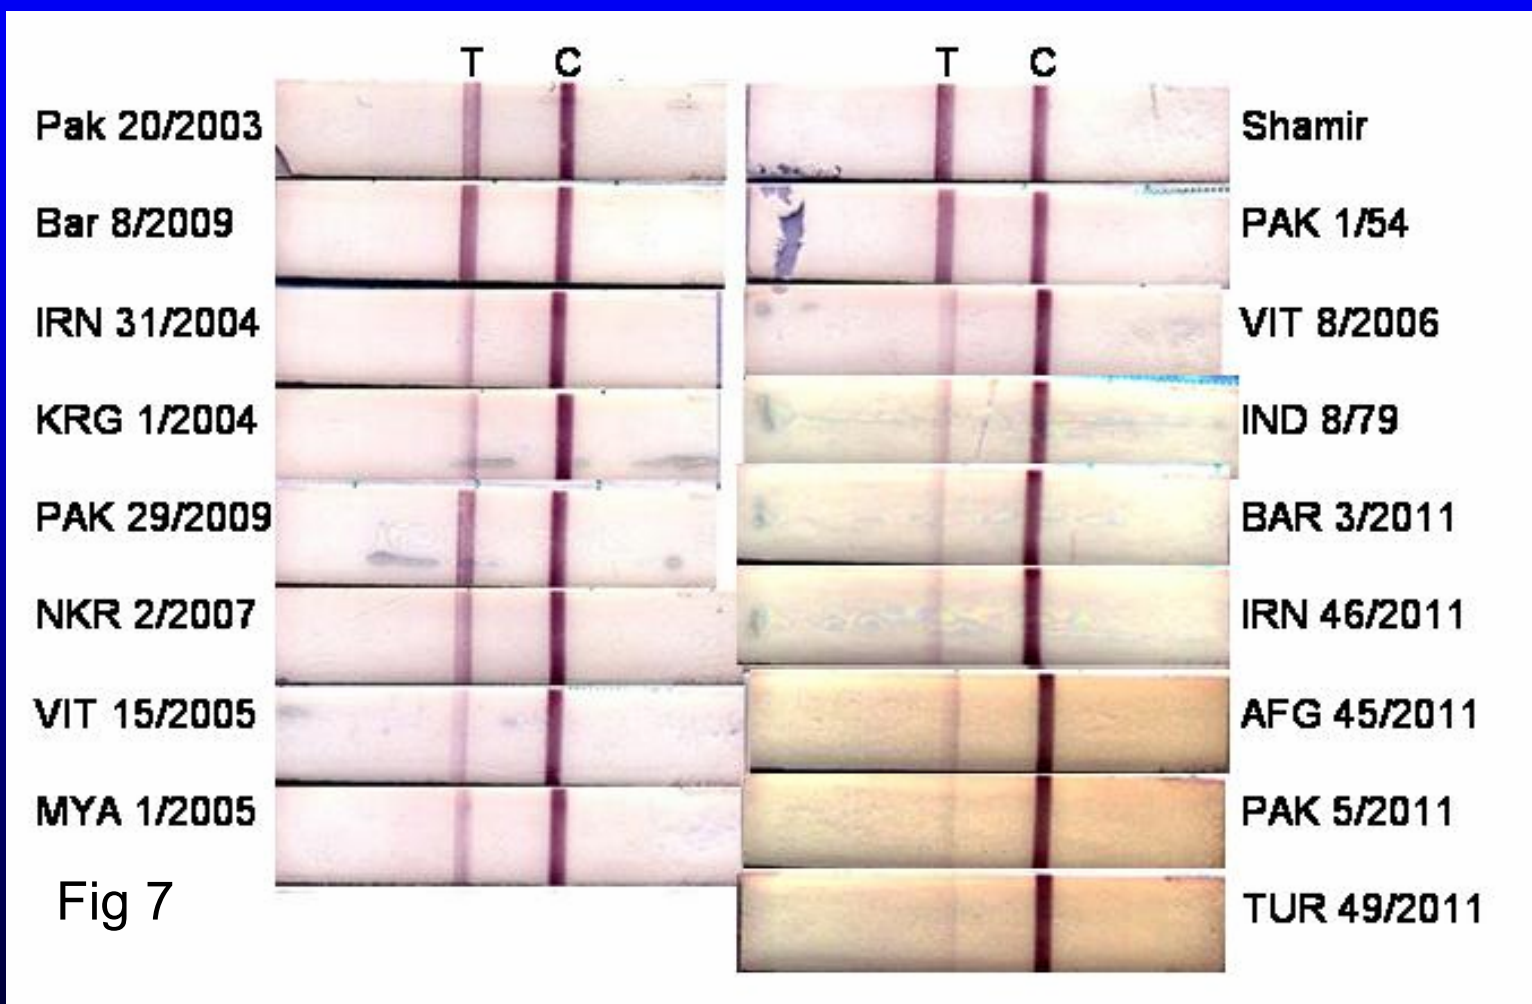 T C
Pak 20/2003
Bar 8/2009
IRN 31/2004
KRG 1/2004
PAK 29/2009
NKR 2/2007
VIT 15/2005
MYA 1/2005
Fig 7
T C
Shamir
PAK 1/54
VIT 8/2006
IND 8/79
BAR 3/2011
IRN 46/2011
AFG 45/2011
PAK 5/2011
TUR 49/2011